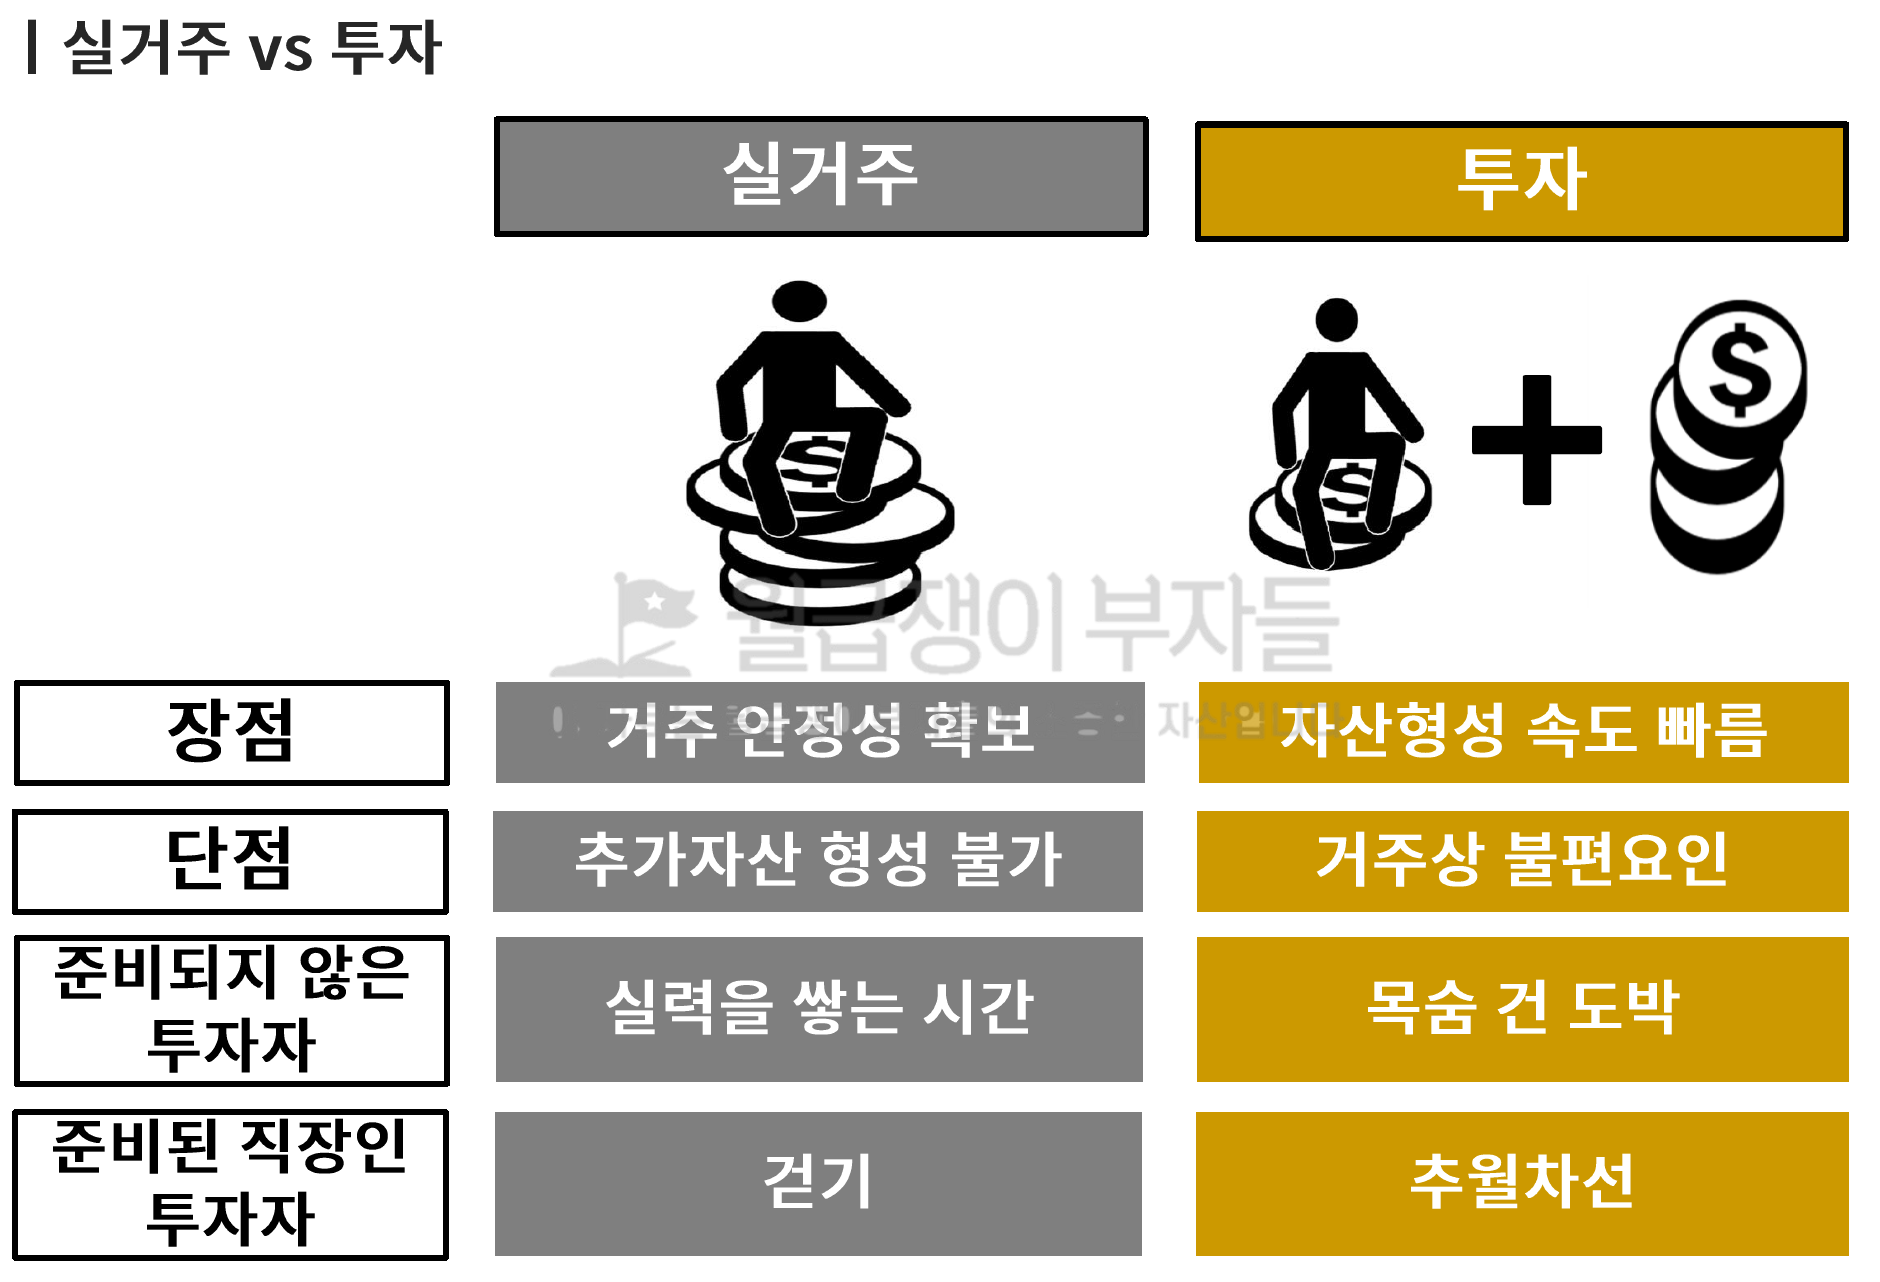 실거주 vs 투자
실거주
투자
월급쟁이 부자들
장점
거주 안정성 확보
자산형성 속도 빠름
단점
추가자산 형성 불가
거주상 불편요인
준비되지 않은
투자자
실력을 쌓는 시간
목숨 건 도박
준비된 직장인
투자자
걷기
추월차선